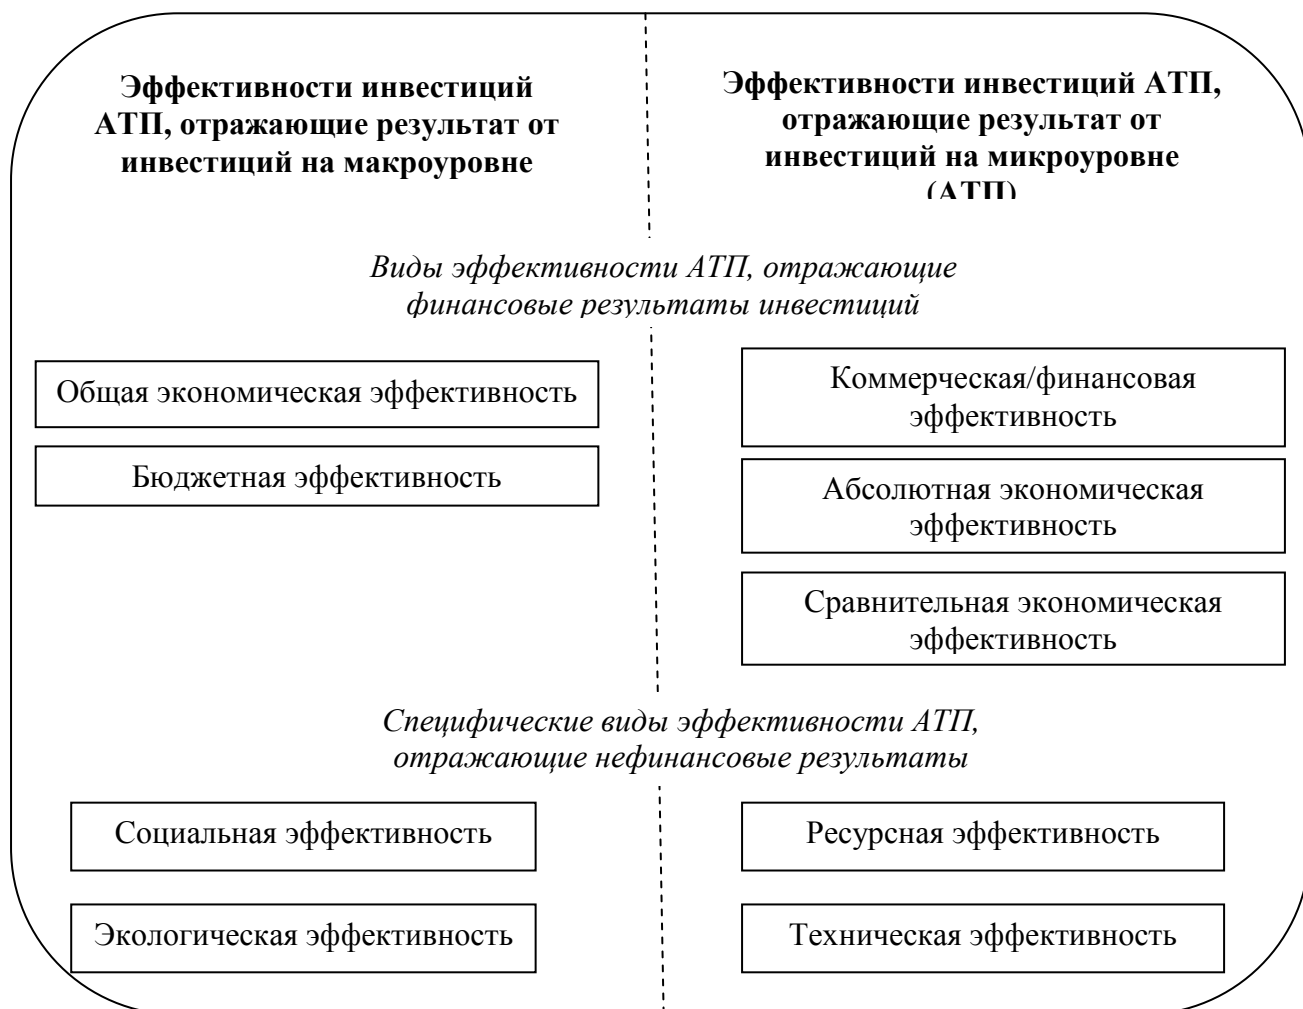 Эффективности инвестиций
АТП, отражающие результат от
инвестиций на макроуровне
Эффективности инвестиций АТП,
отражающие результат от
инвестиций на микроуровне
(АТП)
Виды эффективности АТП, отражающие
финансовые результаты инвестиций
Общая экономическая эффективность
Бюджетная эффективность
Коммерческая/финансовая
эффективность
Абсолютная экономическая
эффективность
Сравнительная экономическая
эффективность
Специфические виды эффективности АТП,
отражающие нефинансовые результаты
Социальная эффективность
Экологическая эффективность
Ресурсная эффективность
Техническая эффективность